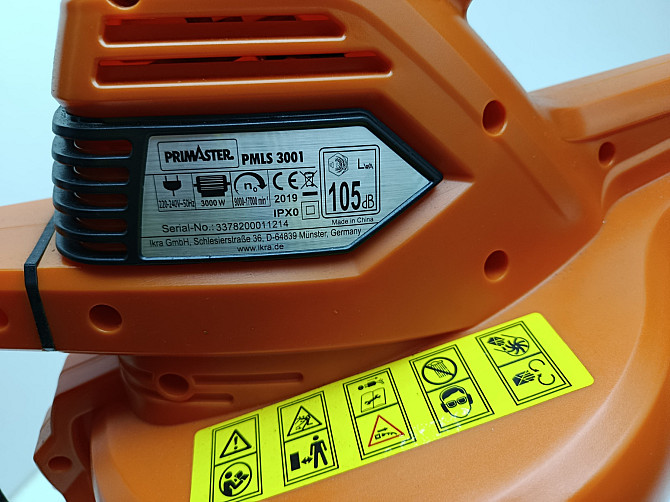 PRIMASTER. PMLS 3001
LWA
105dB
220-240V~50Hz
3000 W
n₀
9000-17000 min⁻¹
CE
2019
IPX0
Made in China
Serial-No.: 3378200011214
Ikra GmbH, Schlesierstraße 36, D-64839 Münster, Germany
www.ikra.de